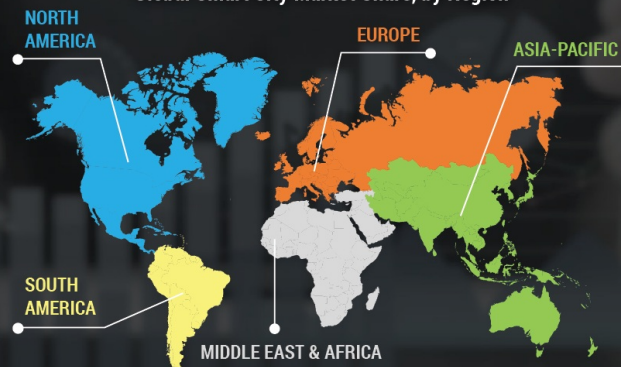 NORTH
AMERICA
EUROPE
ASIA-PACIFIC
SOUTH
AMERICA
MIDDLE EAST & AFRICA